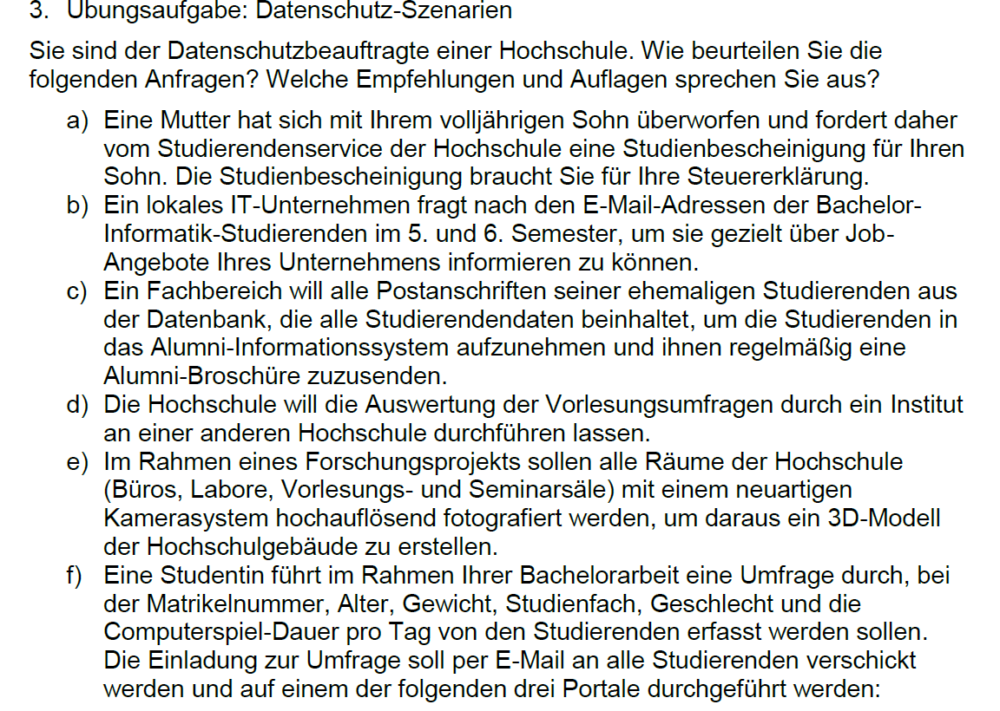 3. Übungsaufgabe: Datenschutz-Szenarien
Sie sind der Datenschutzbeauftragte einer Hochschule. Wie beurteilen Sie die
folgenden Anfragen? Welche Empfehlungen und Auflagen sprechen Sie aus?
a) Eine Mutter hat sich mit Ihrem volljährigen Sohn überworfen und fordert daher
vom Studierendenservice der Hochschule eine Studienbescheinigung für Ihren
Sohn. Die Studienbescheinigung braucht Sie für Ihre Steuererklärung.
b) Ein lokales IT-Unternehmen fragt nach den E-Mail-Adressen der Bachelor-
Informatik-Studierenden im 5. und 6. Semester, um sie gezielt über Job-
Angebote Ihres Unternehmens informieren zu können.
c) Ein Fachbereich will alle Postanschriften seiner ehemaligen Studierenden aus
der Datenbank, die alle Studierendendaten beinhaltet, um die Studierenden in
das Alumni-Informationssystem aufzunehmen und ihnen regelmäßig eine
Alumni-Broschüre zuzusenden.
d) Die Hochschule will die Auswertung der Vorlesungsumfragen durch ein Institut
an einer anderen Hochschule durchführen lassen.
e) Im Rahmen eines Forschungsprojekts sollen alle Räume der Hochschule
(Büros, Labore, Vorlesungs- und Seminarsäle) mit einem neuartigen
Kamerasystem hochauflösend fotografiert werden, um daraus ein 3D-Modell
der Hochschulgebäude zu erstellen.
f) Eine Studentin führt im Rahmen Ihrer Bachelorarbeit eine Umfrage durch, bei
der Matrikelnummer, Alter, Gewicht, Studienfach, Geschlecht und die
Computerspiel-Dauer pro Tag von den Studierenden erfasst werden sollen.
Die Einladung zur Umfrage soll per E-Mail an alle Studierenden verschickt
werden und auf einem der folgenden drei Portale durchgeführt werden: